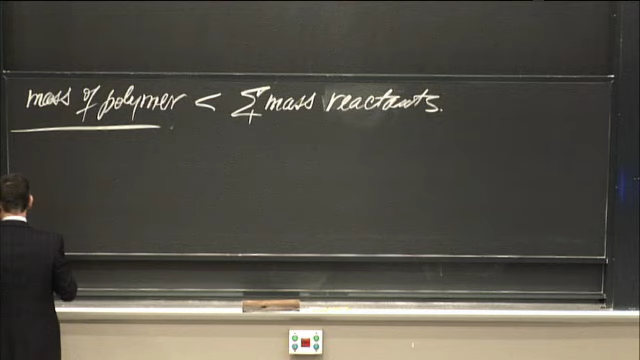 mass of polymer < Σ mass reactants.